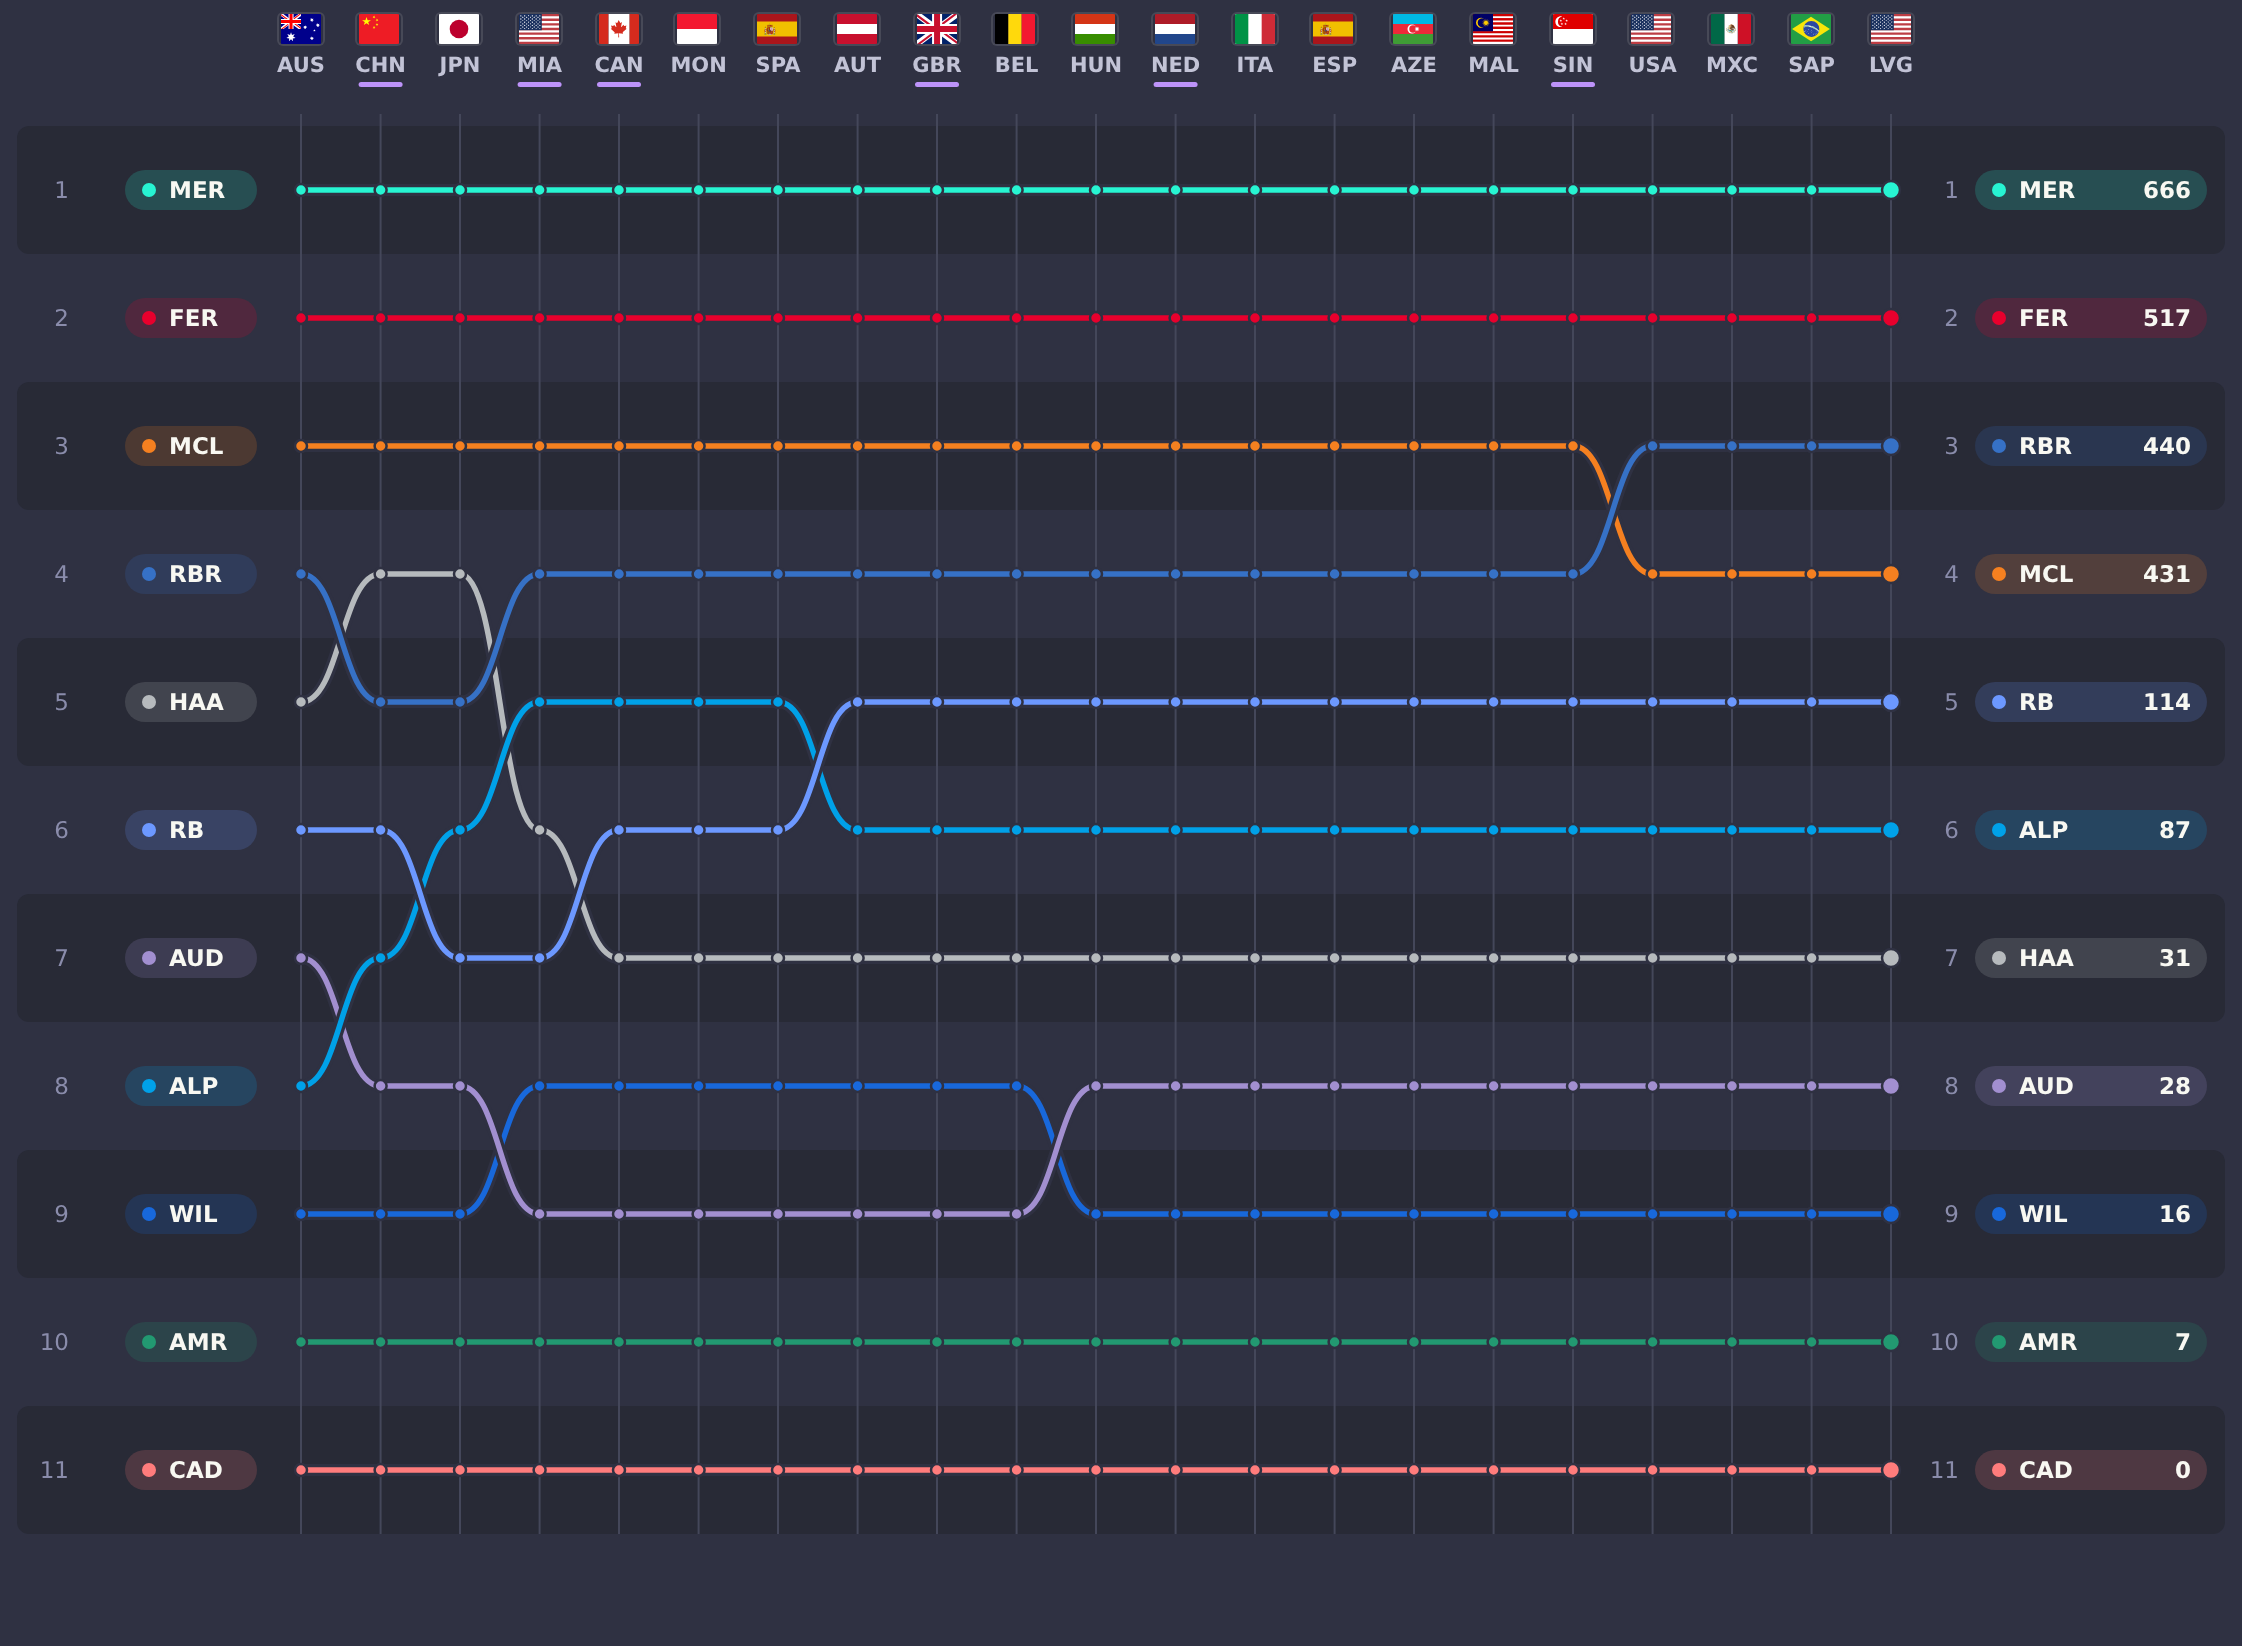 AUS CHN JPN MIA CAN MON SPA AUT GBR BEL HUN NED ITA ESP AZE MAL SIN USA MXC SAP LVG
1 MER 1 MER 666
2 FER 2 FER 517
3 MCL 3 RBR 440
4 RBR 4 MCL 431
5 HAA 5 RB 114
6 RB 6 ALP 87
7 AUD 7 HAA 31
8 ALP 8 AUD 28
9 WIL 9 WIL 16
10 AMR 10 AMR 7
11 CAD 11 CAD 0